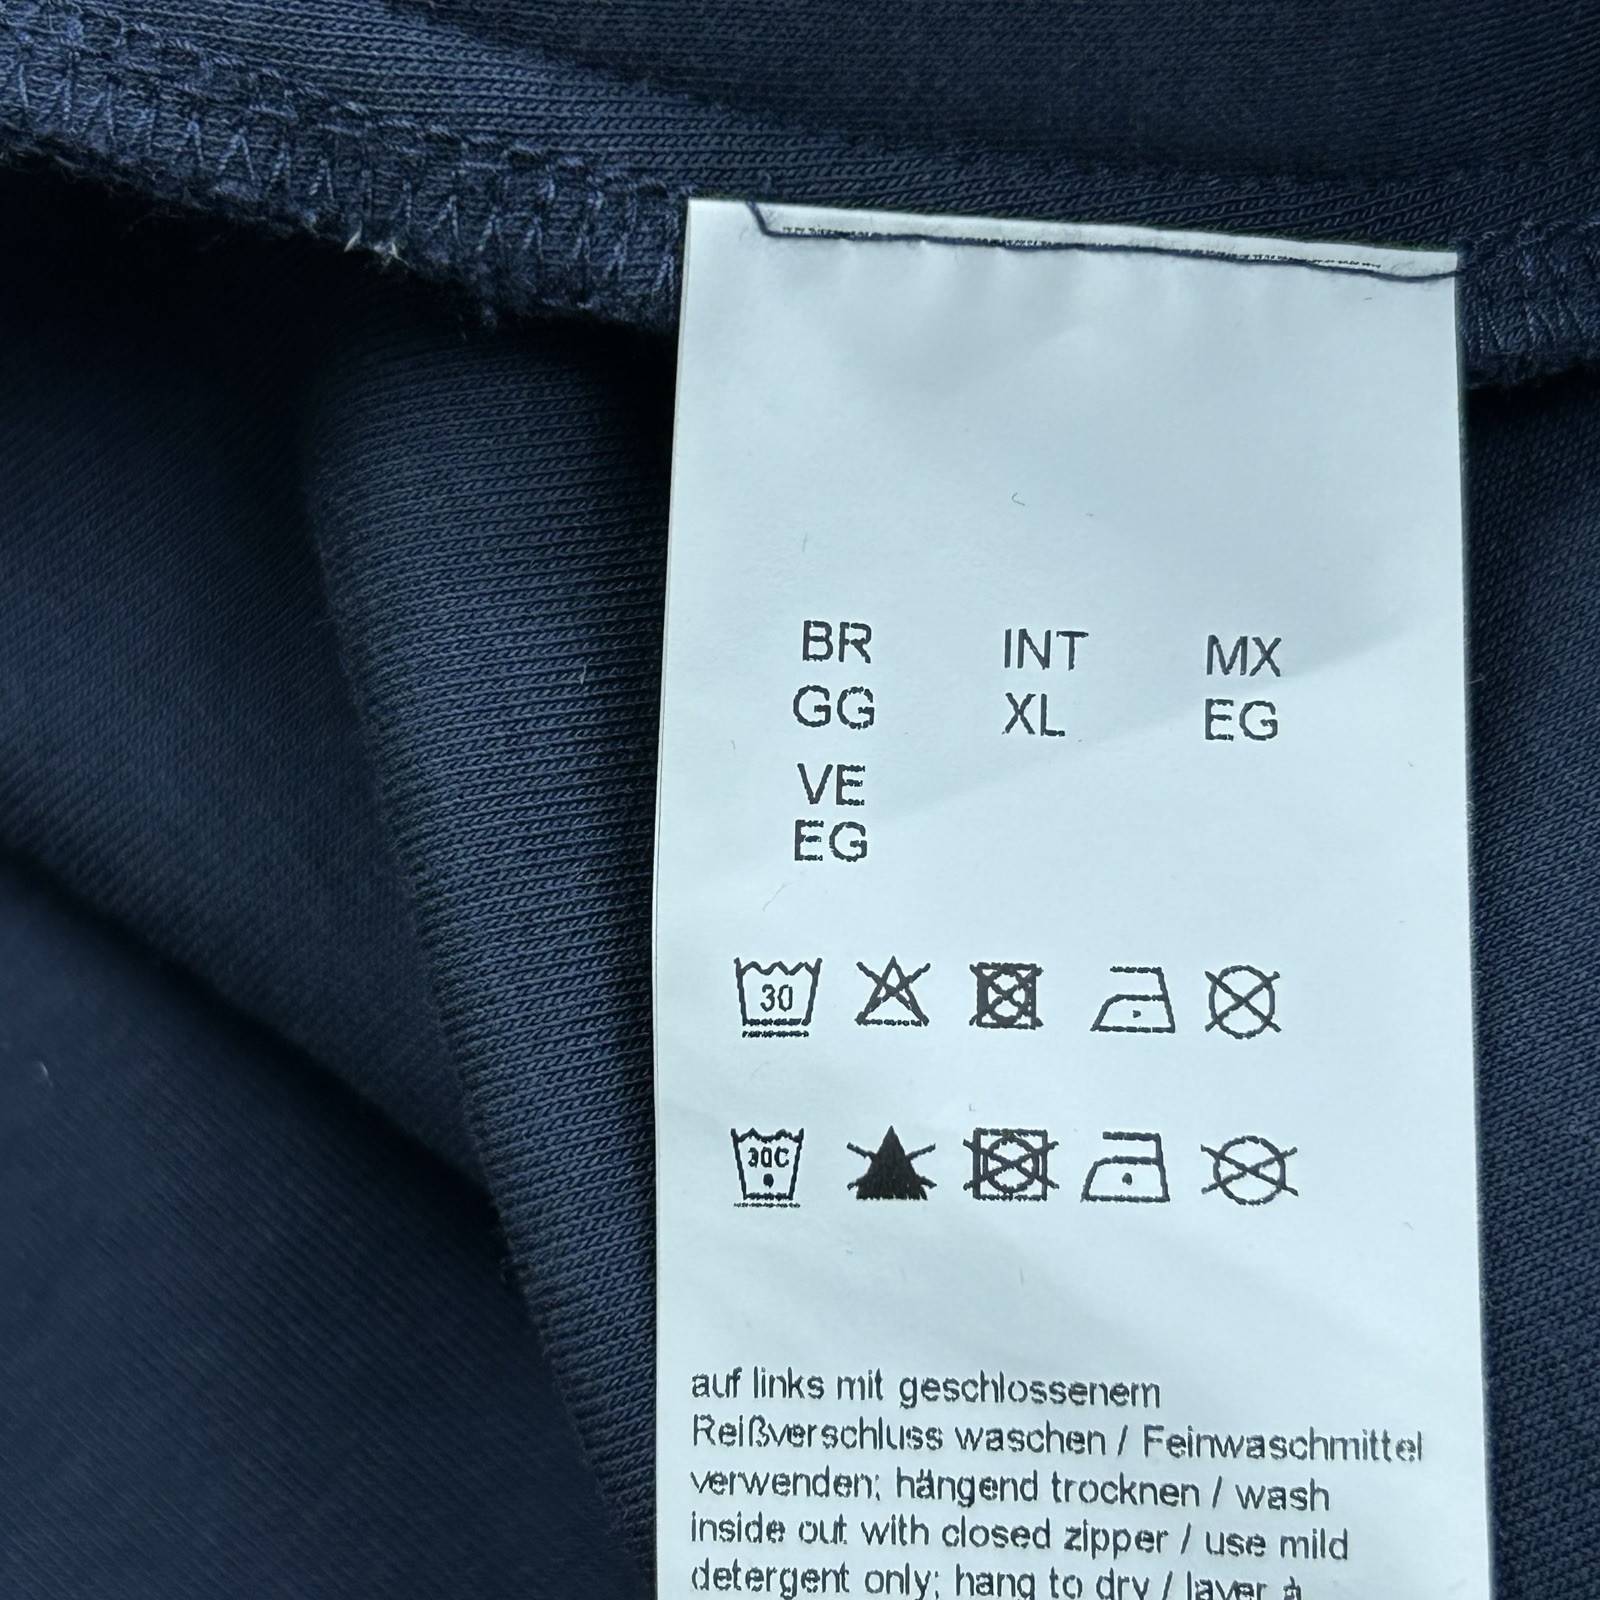 BR INT MX
GG XL EG
VE
EG
30
30C
auf links mit geschlossenem
Reißverschluss waschen / Feinwaschmittel
verwenden; hängend trocknen / wash
inside out with closed zipper / use mild
detergent only; hang to dry / laver à